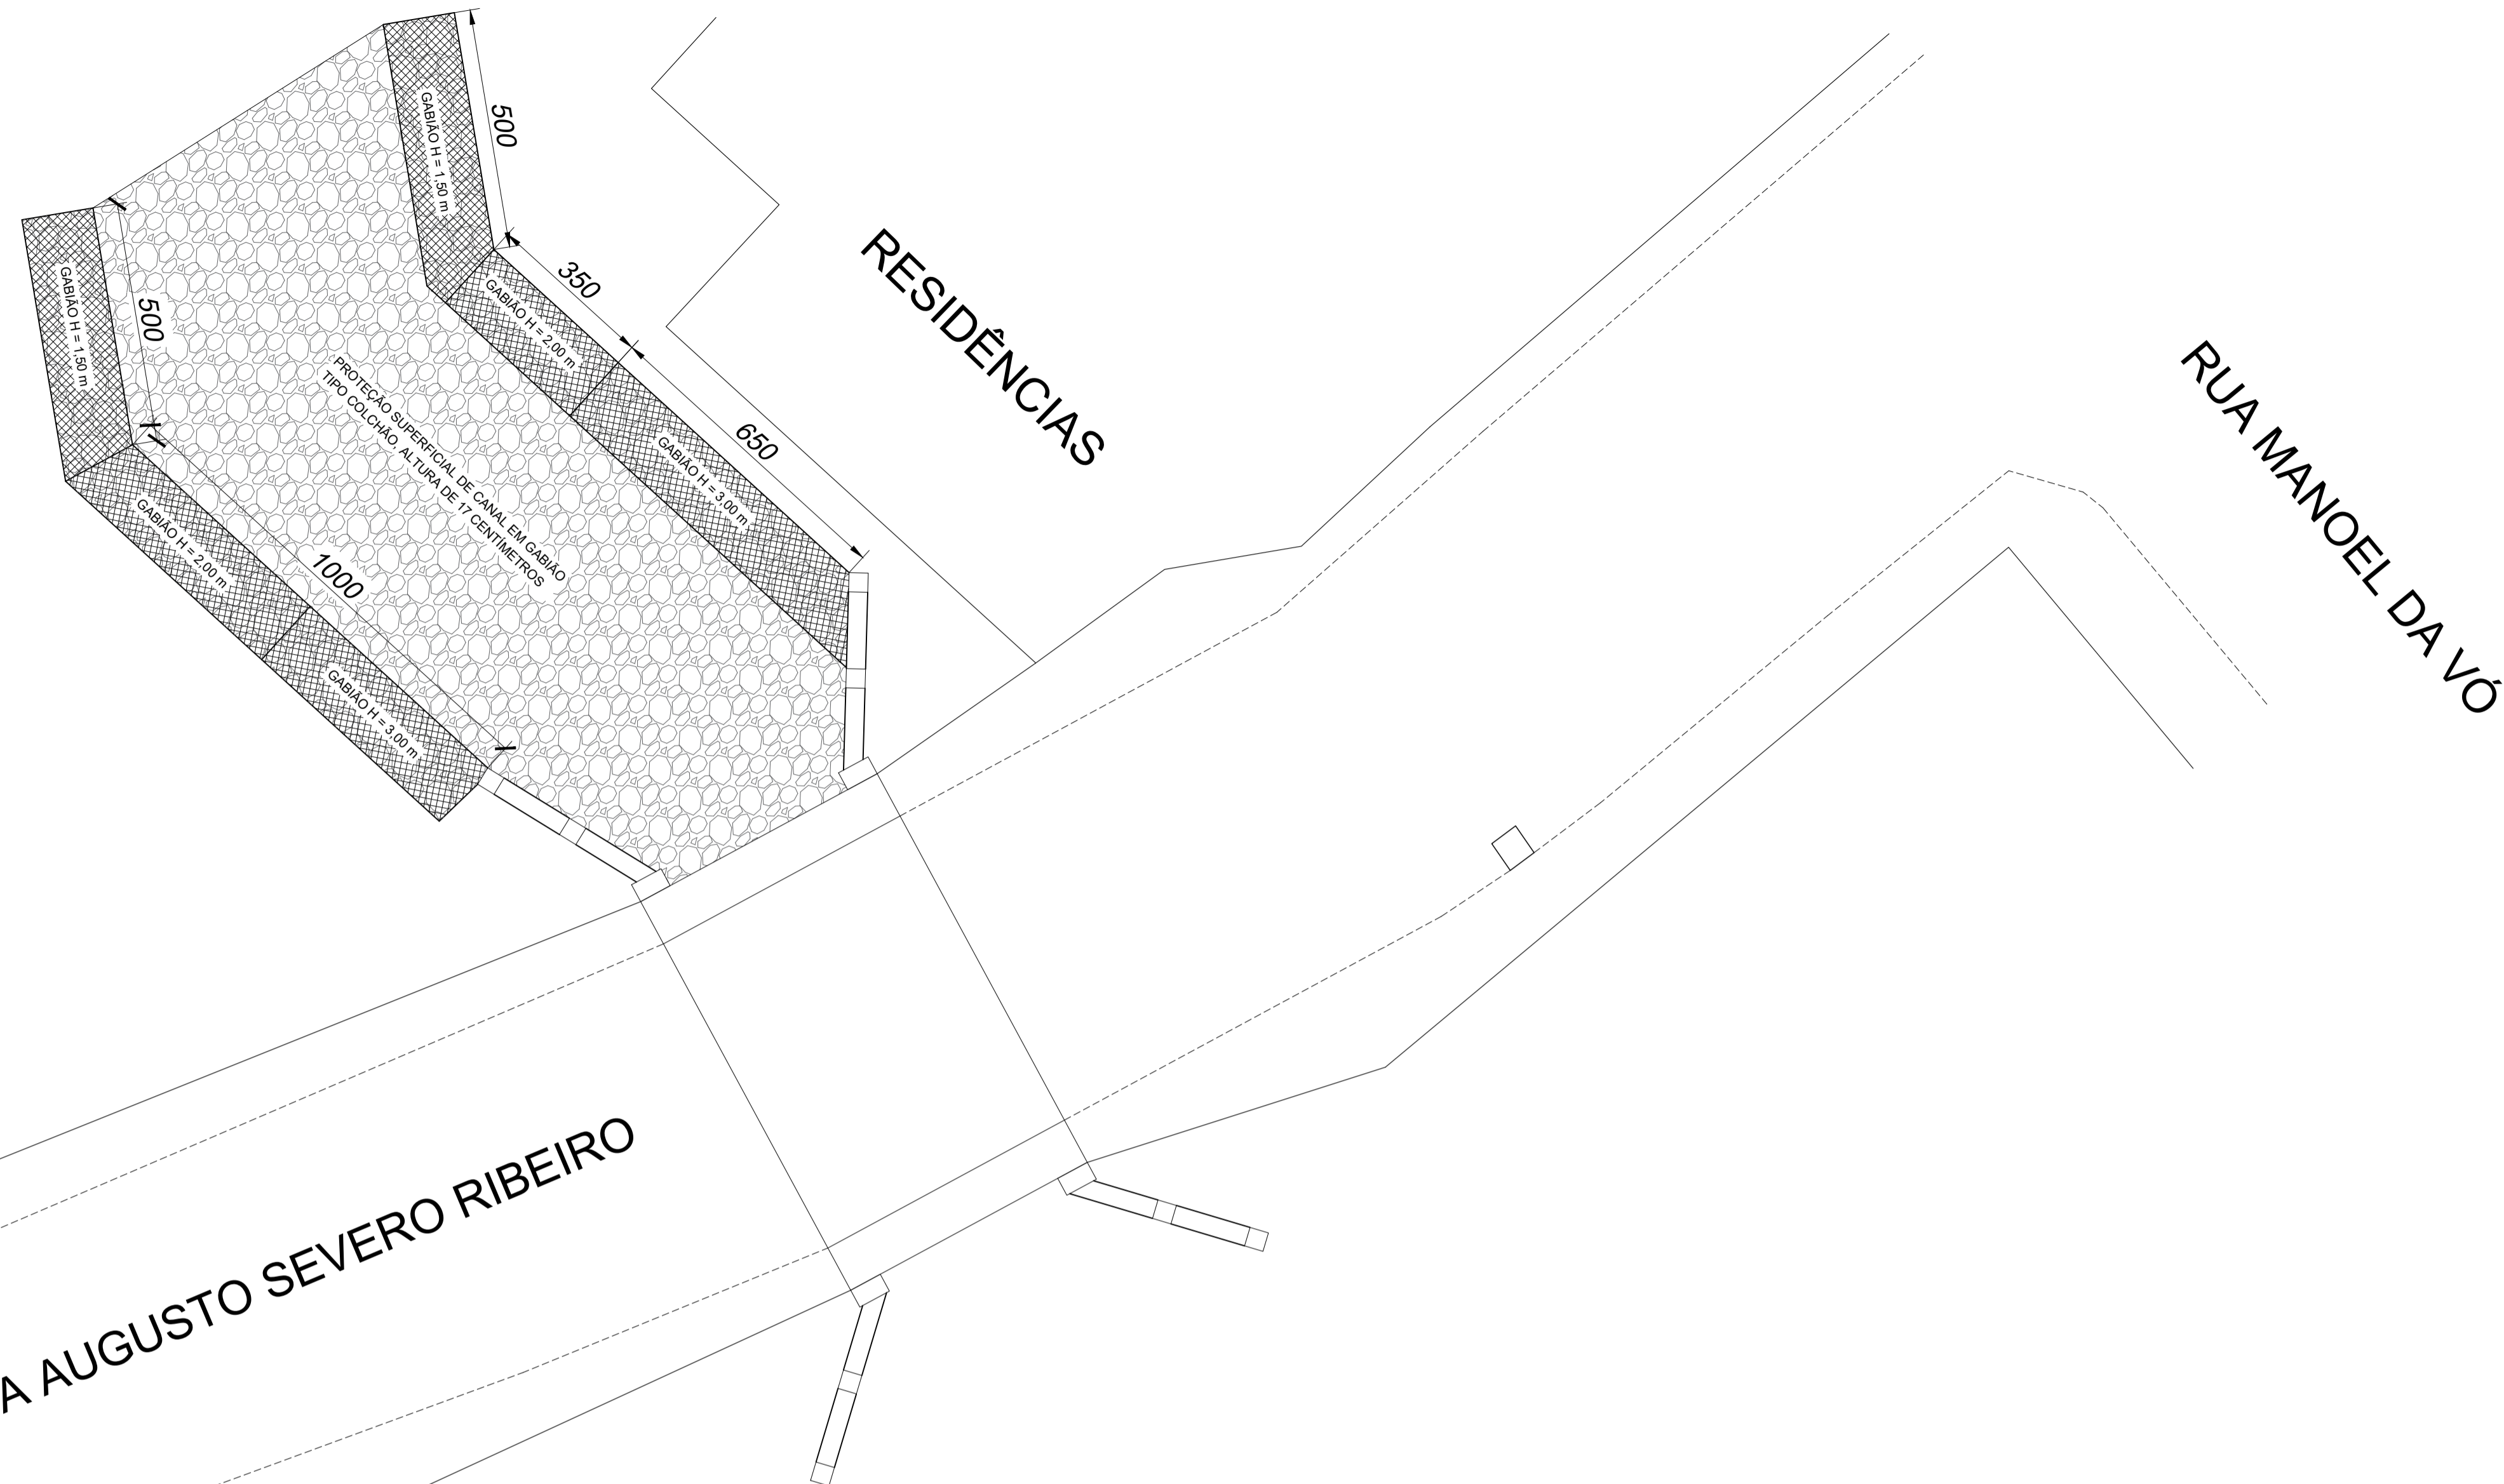 500
GABIÃO H = 1,50 m
350
GABIÃO H = 2,00 m
650
GABIÃO H = 3,00 m
RESIDÊNCIAS
GABIÃO H = 1,50 m
500
PROTEÇÃO SUPERFICIAL DE CANAL EM GABIÃO
TIPO COLCHÃO, ALTURA DE 17 CENTÍMETROS
GABIÃO H = 2,00 m
1000
GABIÃO H = 3,00 m
RUA MANOEL DA VÓ
A AUGUSTO SEVERO RIBEIRO